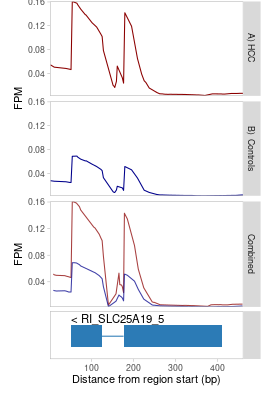 0.16
0.12
0.08
0.04
FPM
A) HCC
0.16
0.12
0.08
0.04
B) Controls
0.16
0.12
0.08
0.04
FPM
Combined
< RI_SLC25A19_5
100
200
300
400
Distance from region start (bp)